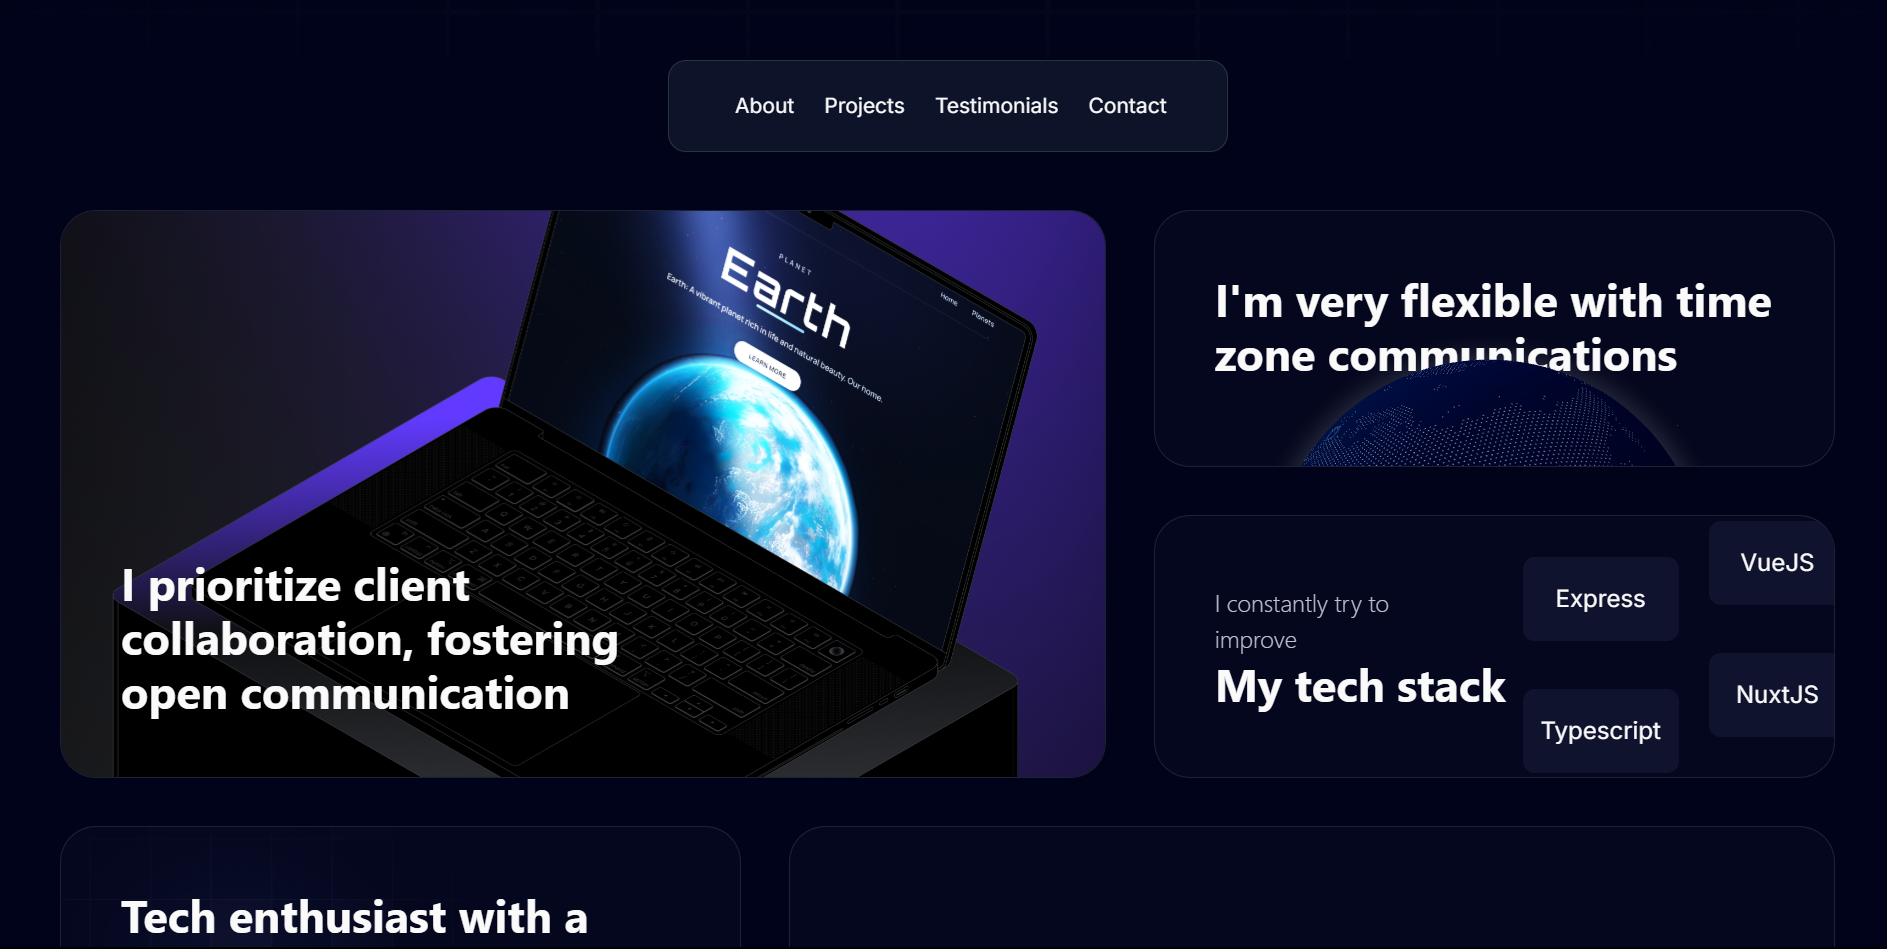 About Projects Testimonials Contact
PLANET
Earth
Earth: A vibrant planet rich in life and natural beauty. Our home.
LEARN MORE
Home
Planets
I prioritize client
collaboration, fostering
open communication
I'm very flexible with time
zone communications
I constantly try to
improve
My tech stack
Express
Typescript
VueJS
NuxtJS
Tech enthusiast with a